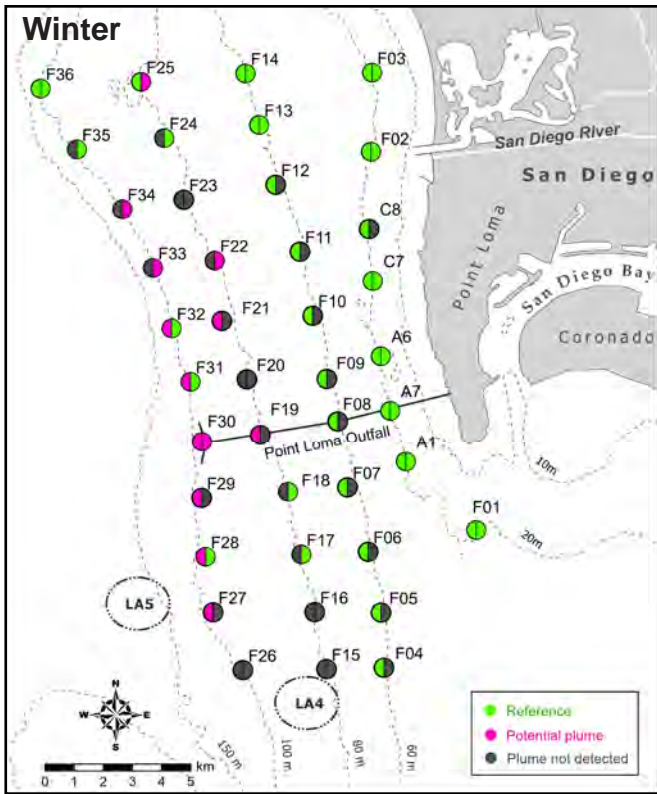 Winter
F36
F25
F14
F03
F35
F24
F13
F02
San Diego River
F34
F23
F12
C8
San Diego
F33
F22
F11
C7
Point Loma
San Diego Bay
F32
F21
F10
A6
Coronado
F31
F20
F09
A7
F30
F19
F08
Point Loma Outfall
A1
10m
F29
F18
F07
F01
20m
F28
F17
F06
LA5
F27
F16
F05
F26
F15
F04
LA4
N
W
E
S
Reference
Potential plume
Plume not detected
150 m
100 m
80 m
60 m
0 1 2 3 4 5
km